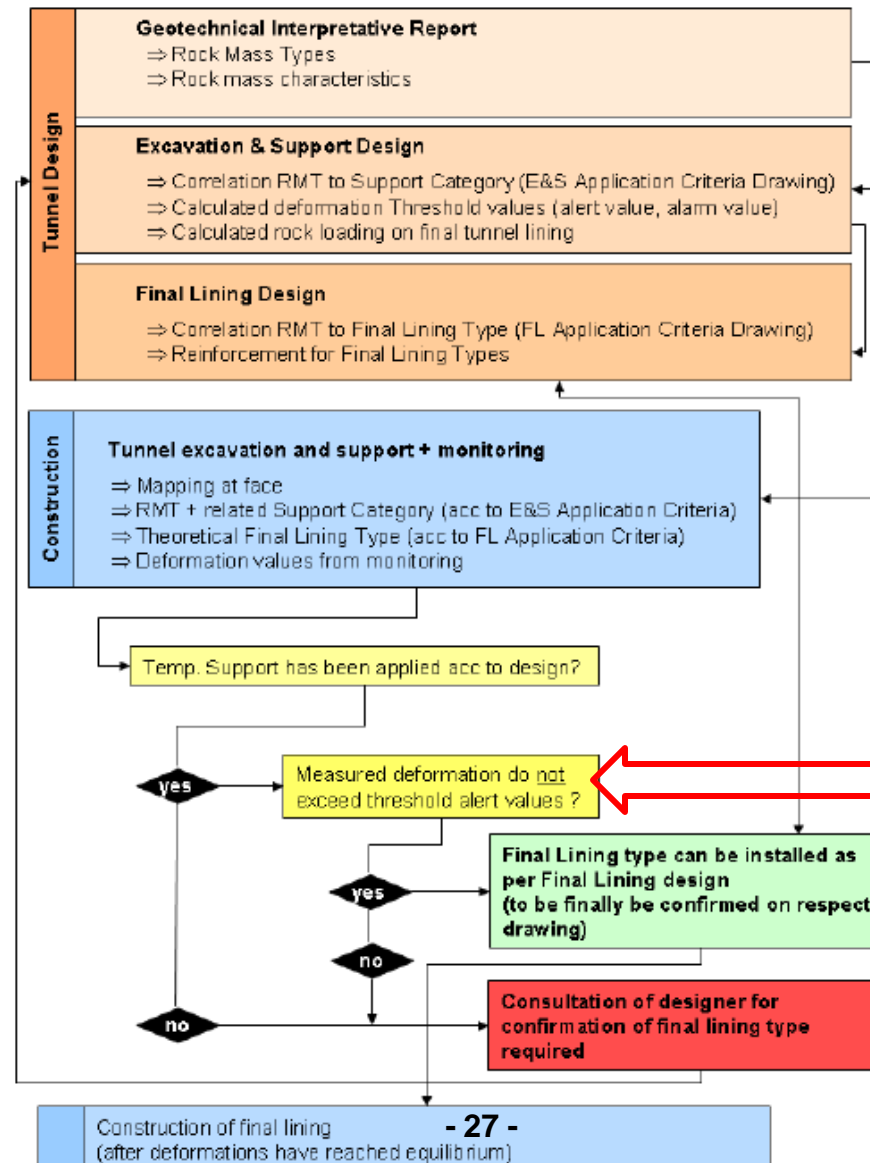 Tunnel Design
Geotechnical Interpretative Report
⇒ Rock Mass Types
⇒ Rock mass characteristics
Excavation & Support Design
⇒ Correlation RMT to Support Category (E&S Application Criteria Drawing)
⇒ Calculated deformation Threshold values (alert value, alarm value)
⇒ Calculated rock loading on final tunnel lining
Final Lining Design
⇒ Correlation RMT to Final Lining Type (FL Application Criteria Drawing)
⇒ Reinforcement for Final Lining Types
Construction
Tunnel excavation and support + monitoring
⇒ Mapping at face
⇒ RMT + related Support Category (acc to E&S Application Criteria)
⇒ Theoretical Final Lining Type (acc to FL Application Criteria)
⇒ Deformation values from monitoring
Temp. Support has been applied acc to design?
yes
Measured deformation do not
exceed threshold alert values ?
yes
Final Lining type can be installed as
per Final Lining design
(to be finally be confirmed on respect
drawing)
no
no
Consultation of designer for
confirmation of final lining type
required
Construction of final lining
(after deformations have reached equilibrium)
- 27 -